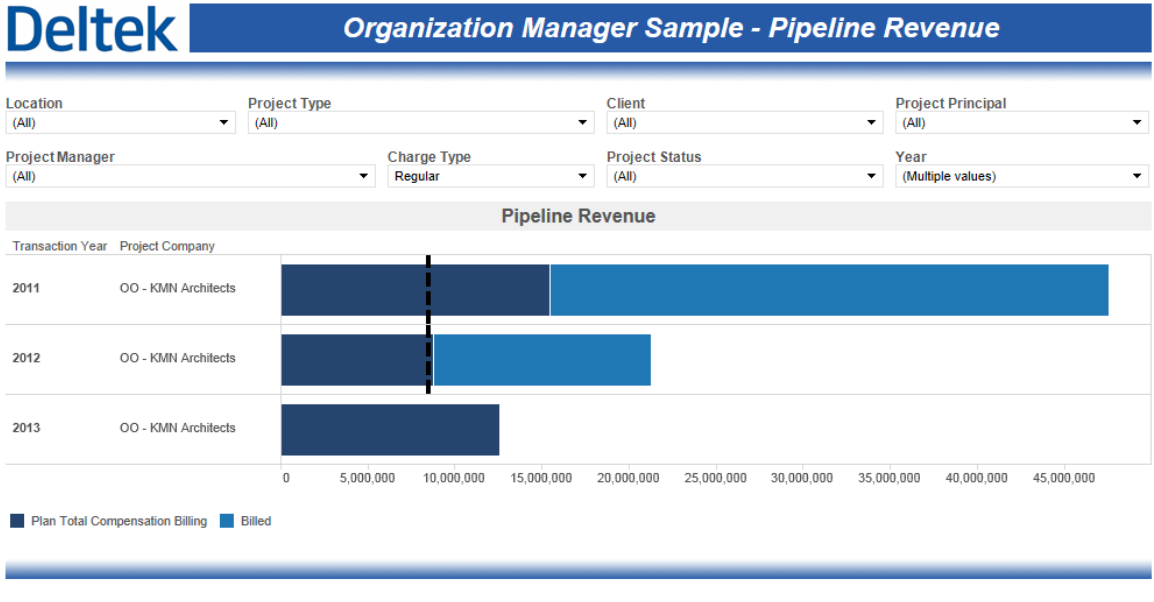 Deltek Organization Manager Sample - Pipeline Revenue
Location Project Type Client Project Principal
(All) (All) (All) (All)
Project Manager Charge Type Project Status Year
(All) Regular (All) (Multiple values)
Pipeline Revenue
Transaction Year Project Company
2011 OO - KMN Architects
2012 OO - KMN Architects
2013 OO - KMN Architects
0 5,000,000 10,000,000 15,000,000 20,000,000 25,000,000 30,000,000 35,000,000 40,000,000 45,000,000
Plan Total Compensation Billing Billed